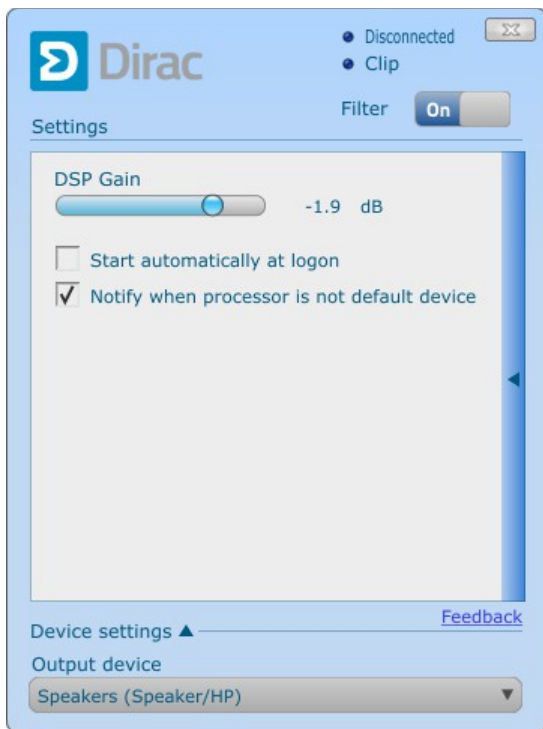 Dirac
Disconnected
Clip
Filter
On
Settings
DSP Gain
-1.9 dB
Start automatically at logon
Notify when processor is not default device
Feedback
Device settings
Output device
Speakers (Speaker/HP)